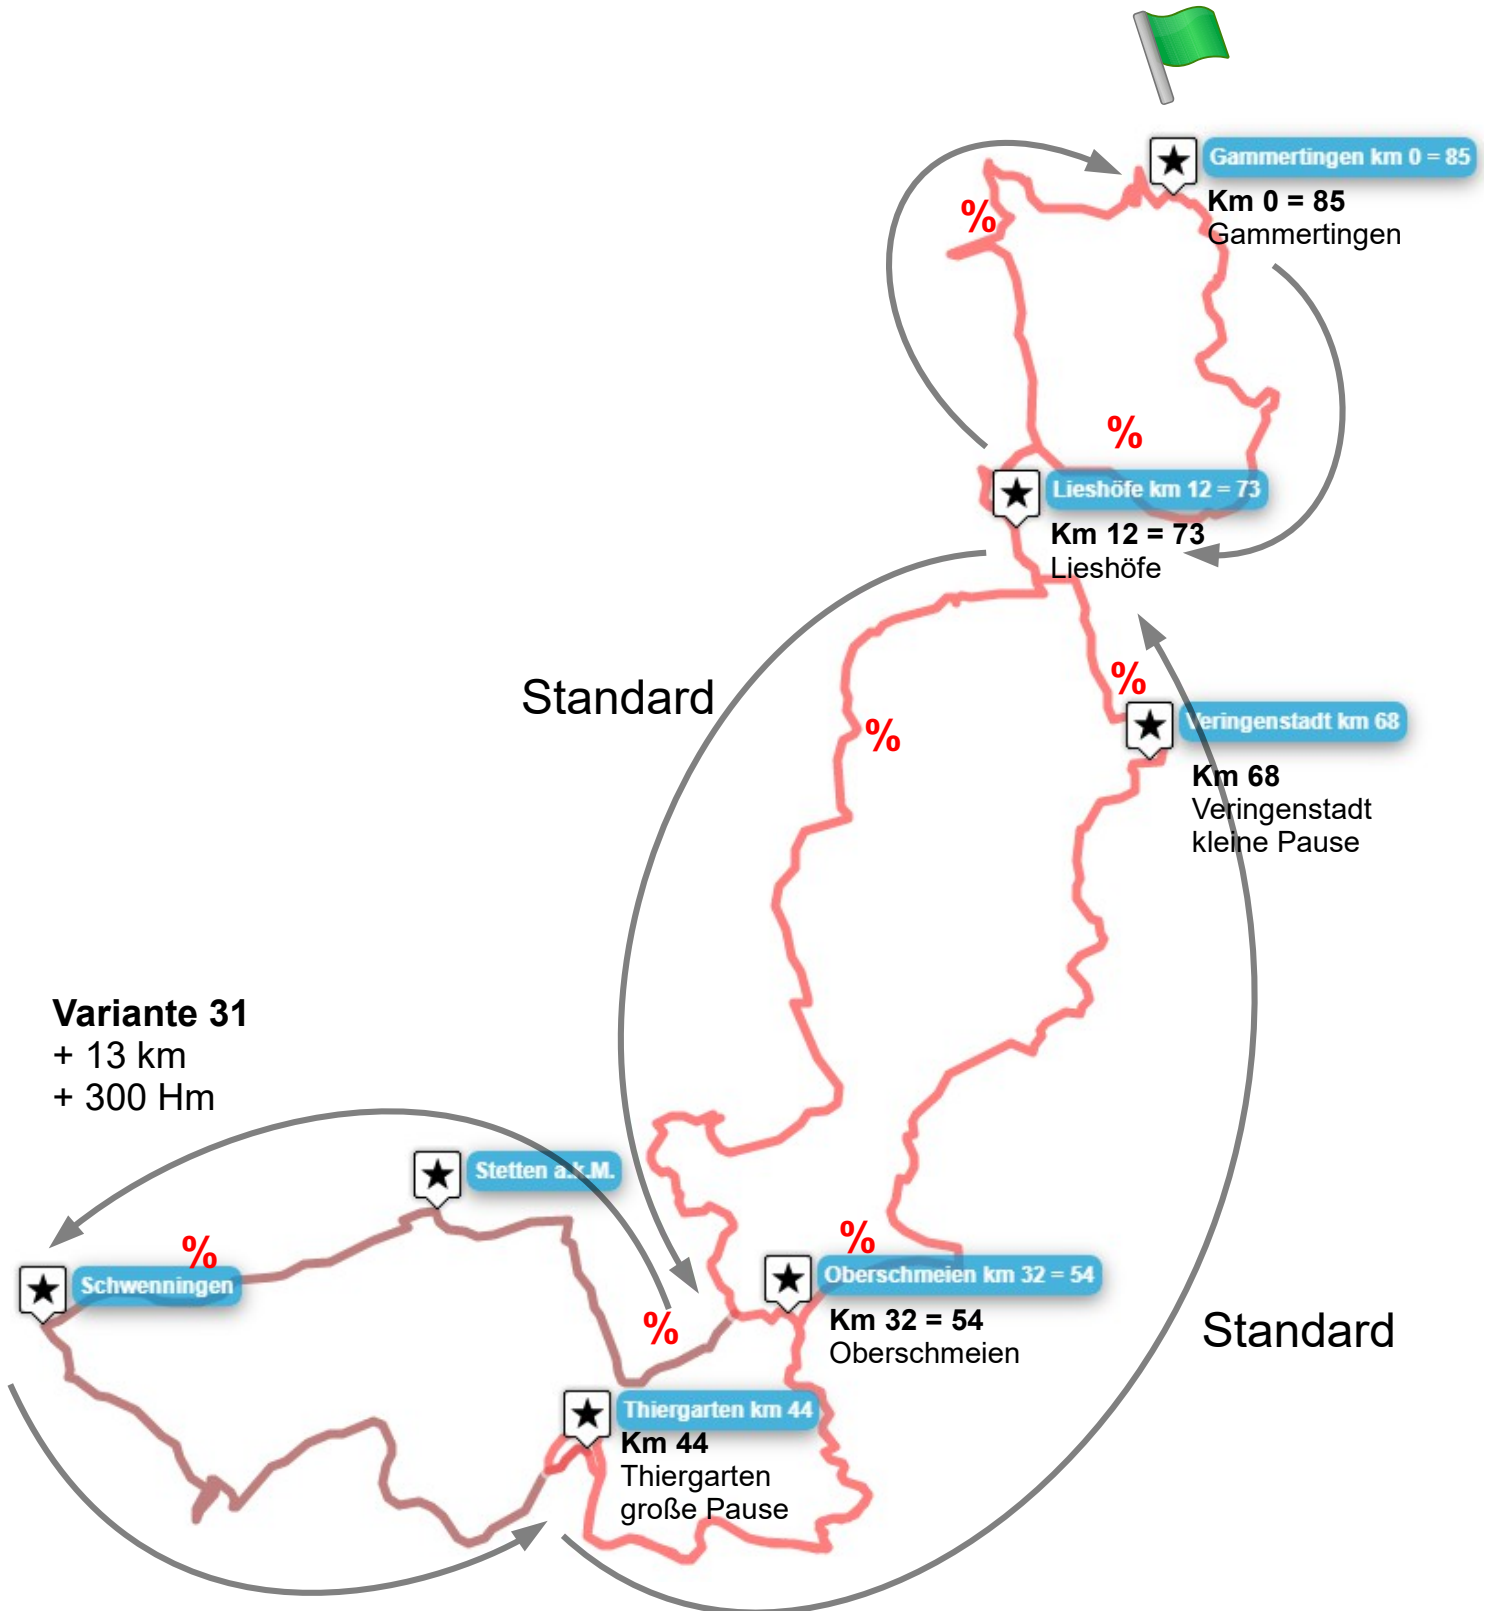 Gammertingen km 0 = 85
Km 0 = 85
Gammertingen
%
%
Lieshöfe km 12 = 73
Km 12 = 73
Lieshöfe
Standard
%
%
Veringenstadt km 68
Km 68
Veringenstadt
kleine Pause
Variante 31
+ 13 km
+ 300 Hm
Stetten a.k.M.
%
Schwenningen
%
Oberschmeien km 32 = 54
Km 32 = 54
Oberschmeien
%
Standard
Thiergarten km 44
Km 44
Thiergarten
große Pause